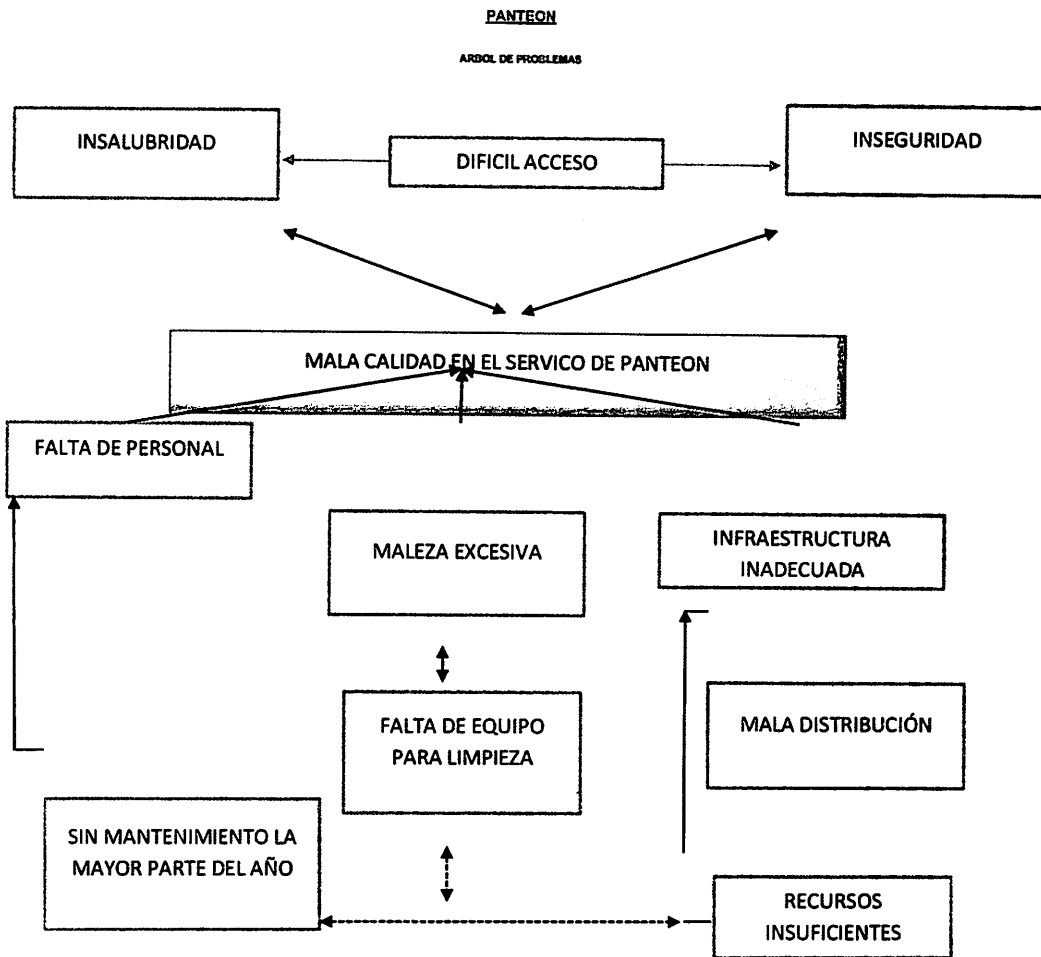 PANTEON
ARBOL DE PROBLEMAS
INSALUBRIDAD
DIFICIL ACCESO
INSEGURIDAD
MALA CALIDAD EN EL SERVICO DE PANTEON
FALTA DE PERSONAL
MALEZA EXCESIVA
INFRAESTRUCTURA
INADECUADA
FALTA DE EQUIPO
PARA LIMPIEZA
MALA DISTRIBUCIÓN
SIN MANTENIMIENTO LA
MAYOR PARTE DEL AÑO
RECURSOS
INSUFICIENTES